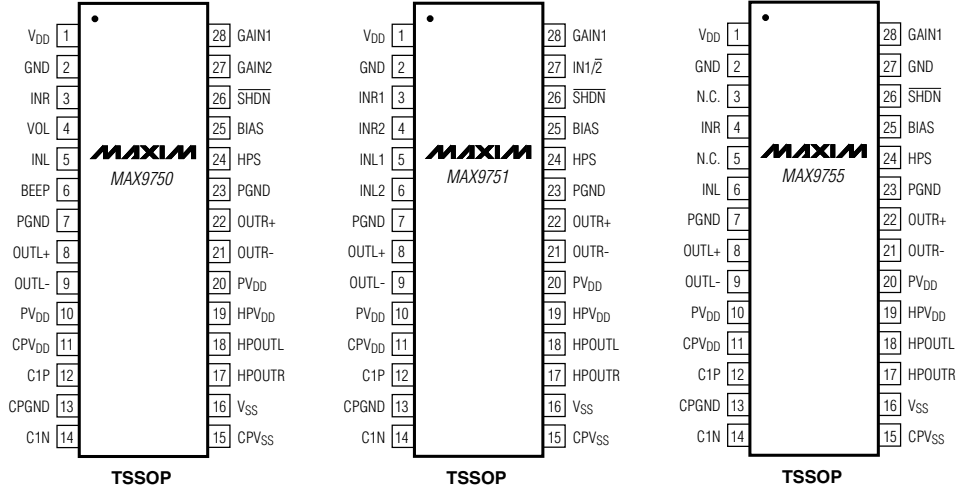 VDD 1 28 GAIN1
GND 2 27 GAIN2
INR 3 26 SHDN
VOL 4 25 BIAS
INL 5 24 HPS
BEEP 6 23 PGND
PGND 7 22 OUTR+
OUTL+ 8 21 OUTR-
OUTL- 9 20 PVDD
PVDD 10 19 HPVDD
CPVDD 11 18 HPOUTL
C1P 12 17 HPOUTR
CPGND 13 16 VSS
C1N 14 15 CPVSS
MAXIM
MAX9750
TSSOP
VDD 1 28 GAIN1
GND 2 27 IN1/2
INR1 3 26 SHDN
INR2 4 25 BIAS
INL1 5 24 HPS
INL2 6 23 PGND
PGND 7 22 OUTR+
OUTL+ 8 21 OUTR-
OUTL- 9 20 PVDD
PVDD 10 19 HPVDD
CPVDD 11 18 HPOUTL
C1P 12 17 HPOUTR
CPGND 13 16 VSS
C1N 14 15 CPVSS
MAXIM
MAX9751
TSSOP
VDD 1 28 GAIN1
GND 2 27 GND
N.C. 3 26 SHDN
INR 4 25 BIAS
N.C. 5 24 HPS
INL 6 23 PGND
PGND 7 22 OUTR+
OUTL+ 8 21 OUTR-
OUTL- 9 20 PVDD
PVDD 10 19 HPVDD
CPVDD 11 18 HPOUTL
C1P 12 17 HPOUTR
CPGND 13 16 VSS
C1N 14 15 CPVSS
MAXIM
MAX9755
TSSOP